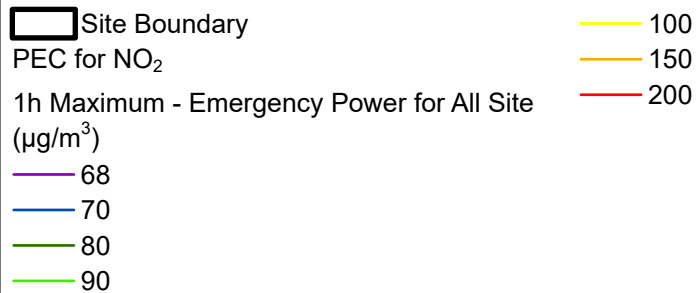 Site Boundary
PEC for NO₂
1h Maximum - Emergency Power for All Site
(μg/m³)
68
70
80
90
100
150
200